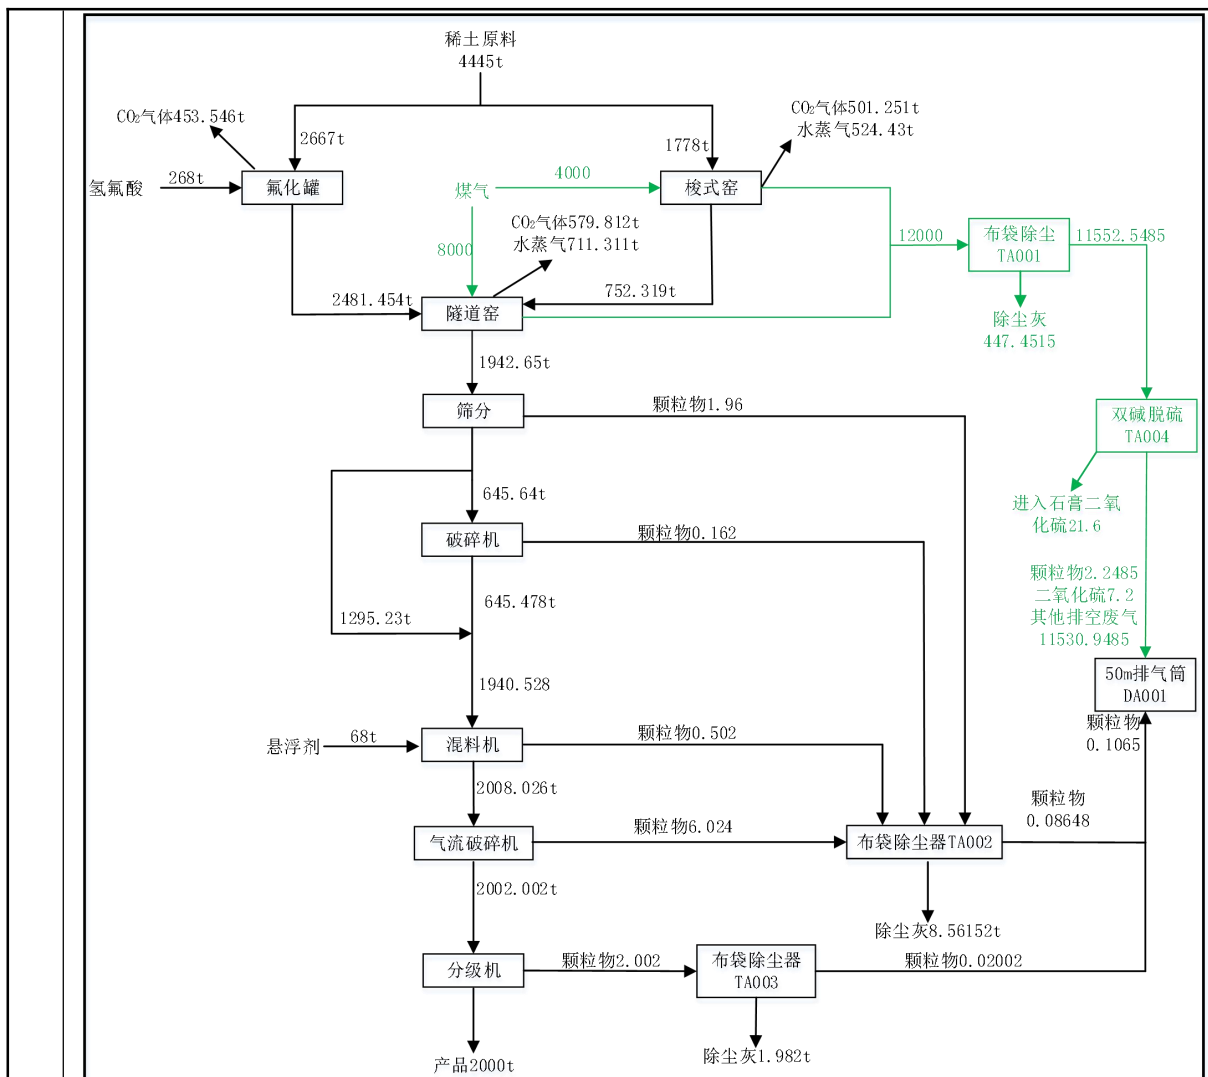 稀土原料
4445t
CO₂气体453.546t
2667t
1778t
CO₂气体501.251t
水蒸气524.43t
氢氟酸
268t
氟化罐
煤气
4000
梭式窑
8000
CO₂气体579.812t
水蒸气711.311t
12000
布袋除尘
TA001
11552.5485
2481.454t
752.319t
隧道窑
除尘灰
447.4515
1942.65t
筛分
颗粒物1.96
双碱脱硫
TA004
645.64t
进入石膏二氧
化硫21.6
破碎机
颗粒物0.162
颗粒物2.2485
二氧化硫7.2
其他排空废气
11530.9485
1295.23t
645.478t
1940.528
50m排气筒
DA001
悬浮剂
68t
混料机
颗粒物0.502
颗粒物
0.1065
2008.026t
气流破碎机
颗粒物6.024
布袋除尘器TA002
颗粒物
0.08648
2002.002t
除尘灰8.56152t
分级机
颗粒物2.002
布袋除尘器
TA003
颗粒物0.02002
产品2000t
除尘灰1.982t